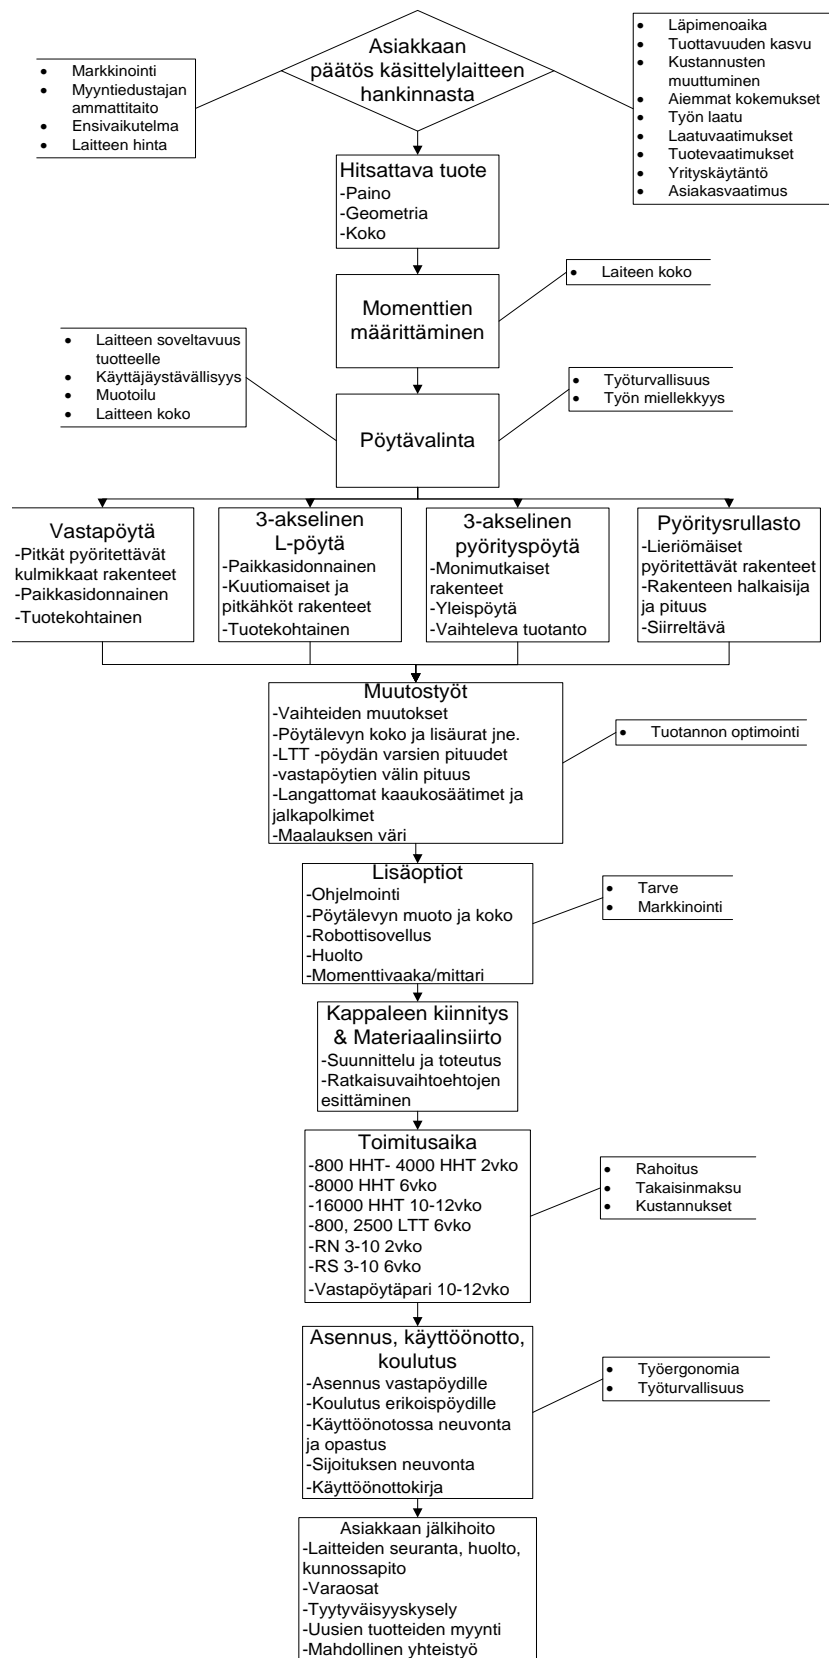 Asiakkaan
päätös käsittelylaitteen
hankinnasta
• Markkinointi
• Myyntiedustajan
ammattitaito
• Ensivaikutelma
• Laitteen hinta
• Läpimenoaika
• Tuottavuuden kasvu
• Kustannusten
muuttuminen
• Aiemmat kokemukset
• Työn laatu
• Laatuvaatimukset
• Tuotevaatimukset
• Yrityskäytäntö
• Asiakasvaatimus
Hitsattava tuote
-Paino
-Geometria
-Koko
Momenttien
määrittäminen
• Laiteen koko
• Laitteen soveltavuus
tuotteelle
• Käyttäjäystävällisyys
• Muotoilu
• Laitteen koko
Pöytävalinta
• Työturvallisuus
• Työn miellekkyys
Vastapöytä
-Pitkät pyöritettävät
kulmikkaat rakenteet
-Paikkasidonnainen
-Tuotekohtainen
3-akselinen
L-pöytä
-Paikkasidonnainen
-Kuutiomaiset ja
pitkähköt rakenteet
-Tuotekohtainen
3-akselinen
pyörityspöytä
-Monimutkaiset
rakenteet
-Yleispöytä
-Vaihteleva tuotanto
Pyöritysrullasto
-Lieriömäiset
pyöritettävät rakenteet
-Rakenteen halkaisija
ja pituus
-Siirreltävä
Muutostyöt
-Vaihteiden muutokset
-Pöytälevyn koko ja lisäurat jne.
-LTT -pöydän varsien pituudet
-vastapöytien välin pituus
-Langattomat kaaukosäätimet ja
jalkapolkimet
-Maalauksen väri
• Tuotannon optimointi
Lisäoptiot
-Ohjelmointi
-Pöytälevyn muoto ja koko
-Robottisovellus
-Huolto
-Momenttivaaka/mittari
• Tarve
• Markkinointi
Kappaleen kiinnitys
& Materiaalinsiirto
-Suunnittelu ja toteutus
-Ratkaisuvaihtoehtojen
esittäminen
Toimitusaika
-800 HHT- 4000 HHT 2vko
-8000 HHT 6vko
-16000 HHT 10-12vko
-800, 2500 LTT 6vko
-RN 3-10 2vko
-RS 3-10 6vko
-Vastapöytäpari 10-12vko
• Rahoitus
• Takaisinmaksu
• Kustannukset
Asennus, käyttöönotto,
koulutus
-Asennus vastapöydille
-Koulutus erikoispöydille
-Käyttöönotossa neuvonta
ja opastus
-Sijoituksen neuvonta
-Käyttöönottokirja
• Työergonomia
• Työturvallisuus
Asiakkaan jälkihoito
-Laitteiden seuranta, huolto,
kunnossapito
-Varaosat
-Tyytyväisyyskysely
-Uusien tuotteiden myynti
-Mahdollinen yhteistyö